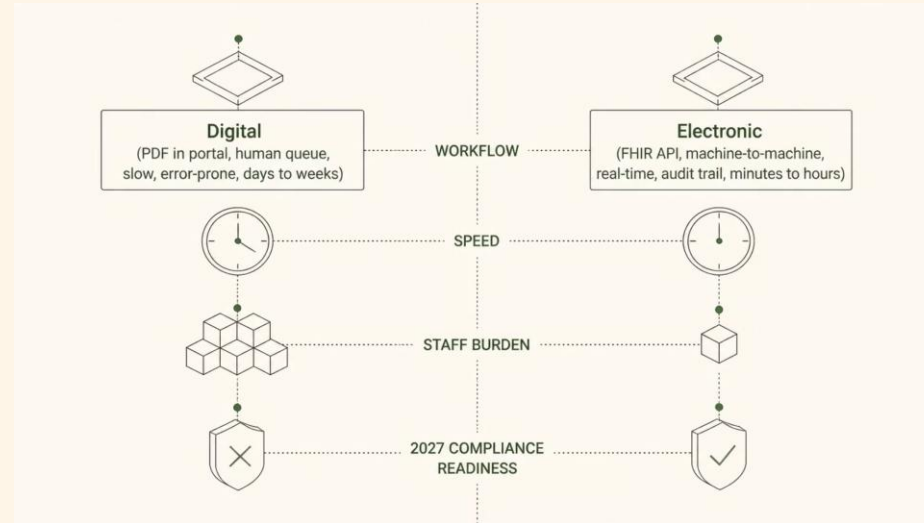 Digital
(PDF in portal, human queue,
slow, error-prone, days to weeks)
WORKFLOW
Electronic
(FHIR API, machine-to-machine,
real-time, audit trail, minutes to hours)
SPEED
STAFF BURDEN
2027 COMPLIANCE
READINESS